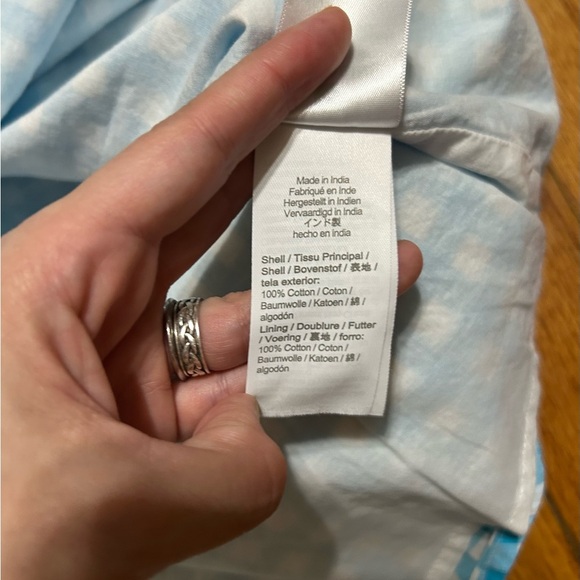 Made in India
Fabriqué en Inde
Hergestellt in Indien
Vervaardigd in India
インド製
hecho en india
Shell / Tissu Principal /
Shell / Bovenstof / 表地 /
tela exterior:
100% Cotton / Coton /
Baumwolle / Katoen / 綿 /
algodón
Lining / Doublure / Futter
/ Voering / 裏地 / forro:
100% Cotton / Coton /
Baumwolle / Katoen / 綿 /
algodón